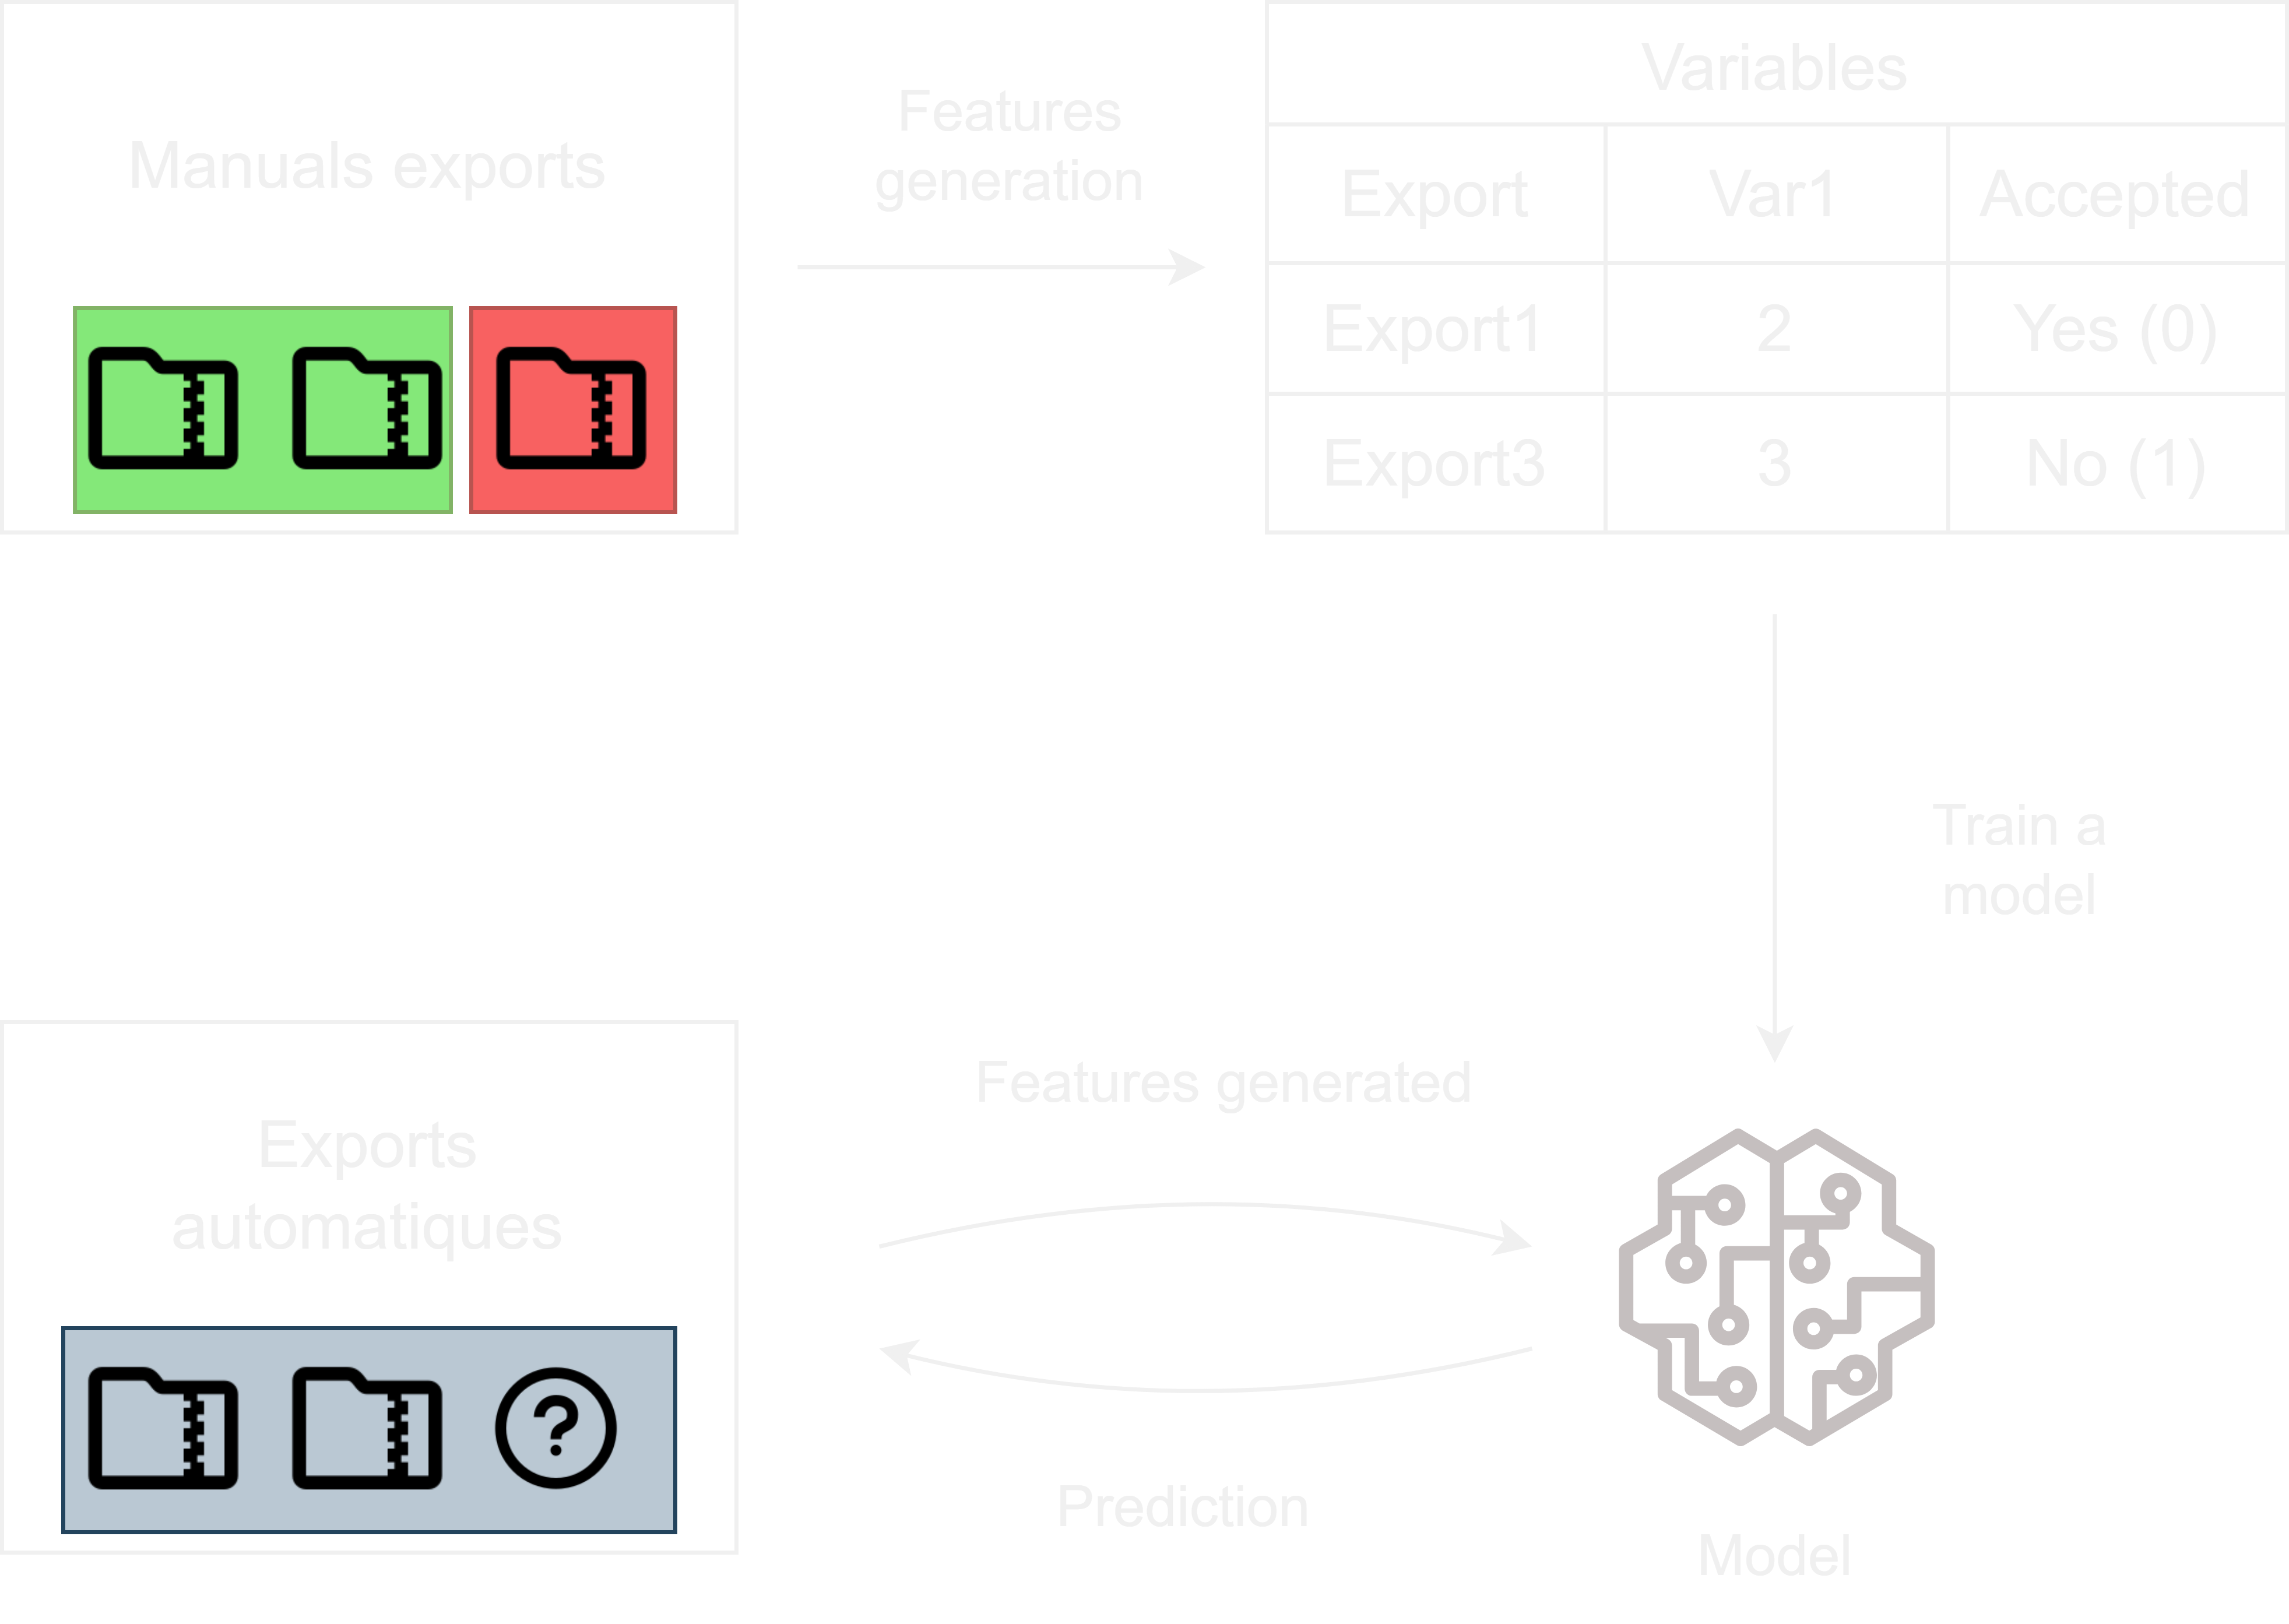 Manuals exports
Features
generation
Variables
Export Var1 Accepted
Export1 2 Yes (0)
Export3 3 No (1)
Train a
model
Exports
automatiques
Features generated
?
Prediction
Model